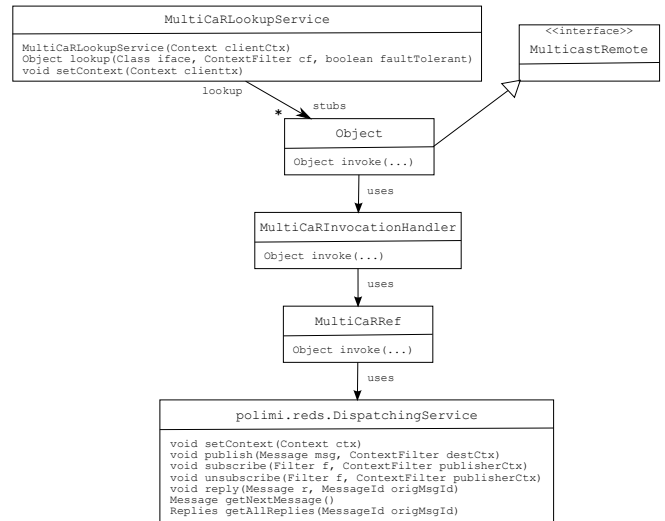 MultiCaRLookupService
MultiCaRLookupService(Context clientCtx)
Object lookup(Class iface, ContextFilter cf, boolean faultTolerant)
void setContext(Context clienttx)
<<interface>>
MulticastRemote
lookup
stubs
*
Object
Object invoke(...)
uses
MultiCaRInvocationHandler
Object invoke(...)
uses
MultiCaRRef
Object invoke(...)
uses
polimi.reds.DispatchingService
void setContext(Context ctx)
void publish(Message msg, ContextFilter destCtx)
void subscribe(Filter f, ContextFilter publisherCtx)
void unsubscribe(Filter f, ContextFilter publisherCtx)
void reply(Message r, MessageId origMsgId)
Message getNextMessage()
Replies getAllReplies(MessageId origMsgId)